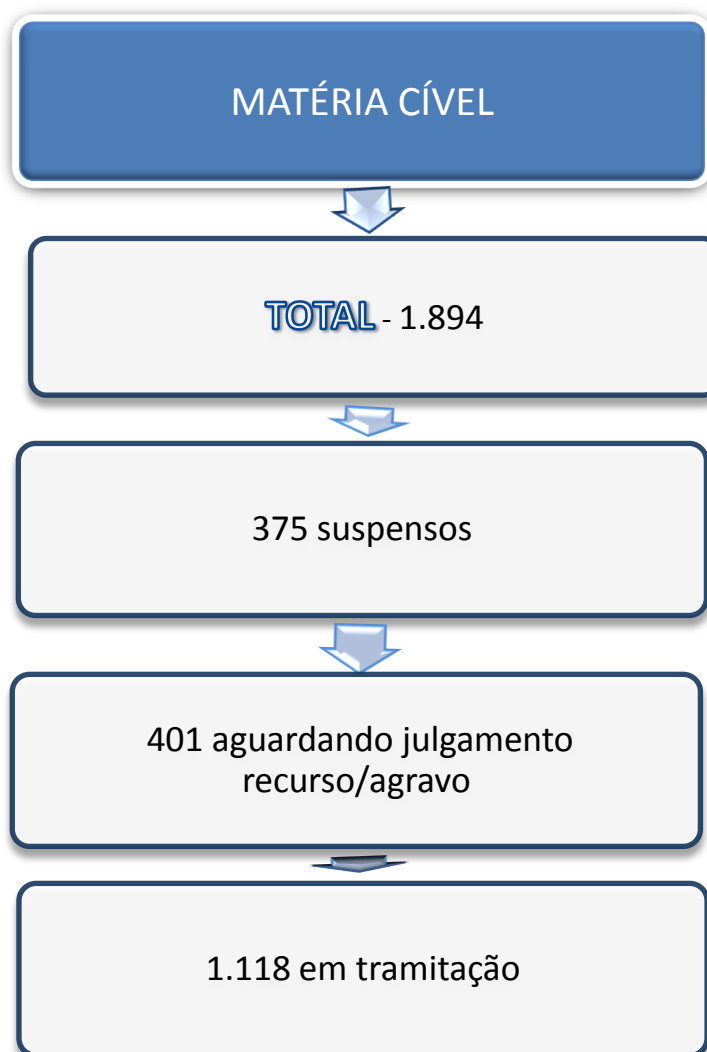 MATÉRIA CÍVEL
TOTAL - 1.894
375 suspensos
401 aguardando julgamento
recurso/agravo
1.118 em tramitação